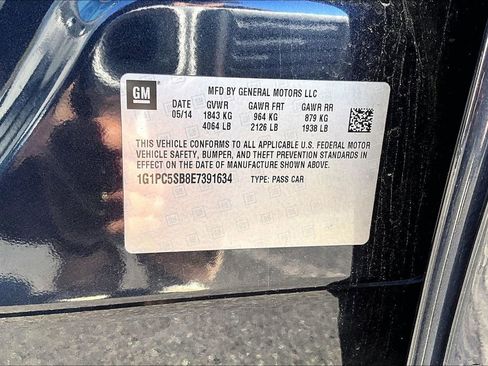 GM
MFD BY GENERAL MOTORS LLC
DATE GVWR GAWR FRT GAWR RR
05/14 1843 KG 964 KG 879 KG
4064 LB 2126 LB 1938 LB
THIS VEHICLE CONFORMS TO ALL APPLICABLE U.S. FEDERAL MOTOR
VEHICLE SAFETY, BUMPER, AND THEFT PREVENTION STANDARDS IN
EFFECT ON THE DATE OF MANUFACTURE SHOWN ABOVE.
1G1PC5SB8E7391634 TYPE: PASS CAR